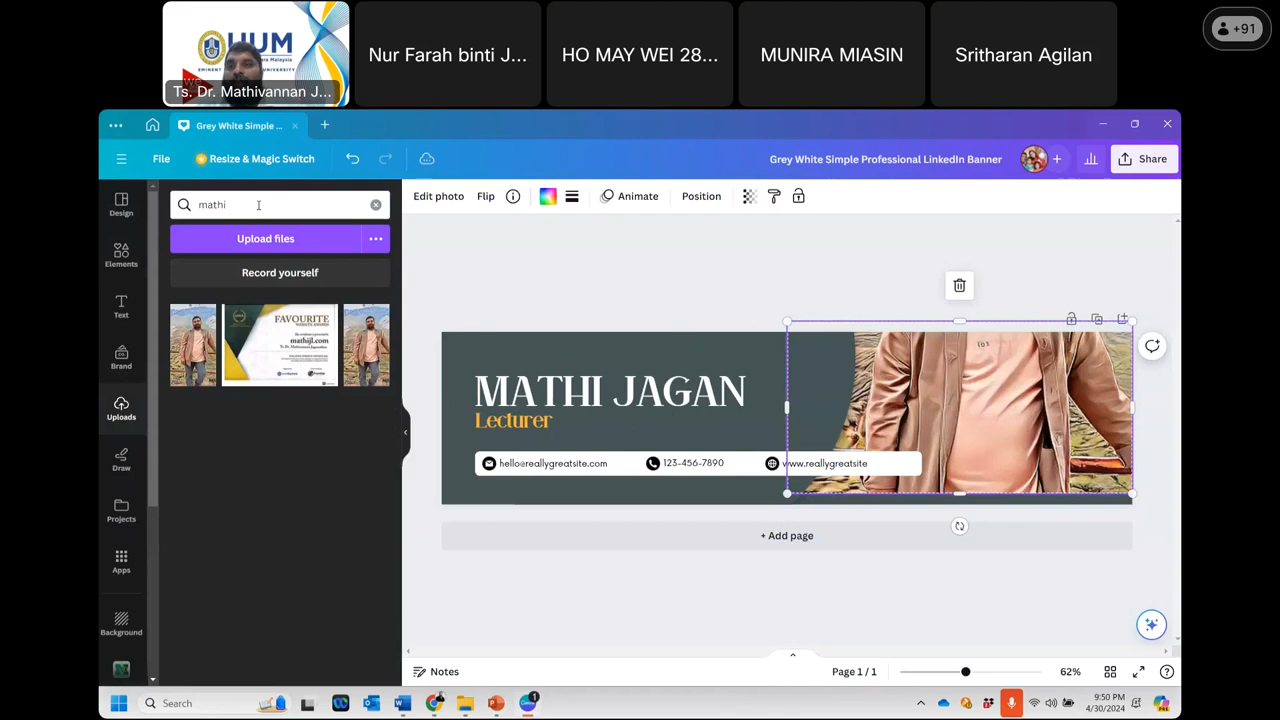 UUM
EMINENT
UNIVERSITY
Ts. Dr. Mathivannan J...
Nur Farah binti J...
HO MAY WEI 28...
MUNIRA MIASIN
Sritharan Agilan
+91
Grey White Simple ...
File
Resize & Magic Switch
Grey White Simple Professional LinkedIn Banner
Share
Design
Elements
Text
Brand
Uploads
Draw
Projects
Apps
Background
mathi
Upload files
Record yourself
FAVOURITE
WEBSITE AWARDS
mathijl.com
Edit photo
Flip
Animate
Position
MATHI JAGAN
Lecturer
hello@reallygreatsite.com
123-456-7890
www.reallygreatsite
+ Add page
Notes
Page 1 / 1
62%
Search
9:50 PM
4/30/2024